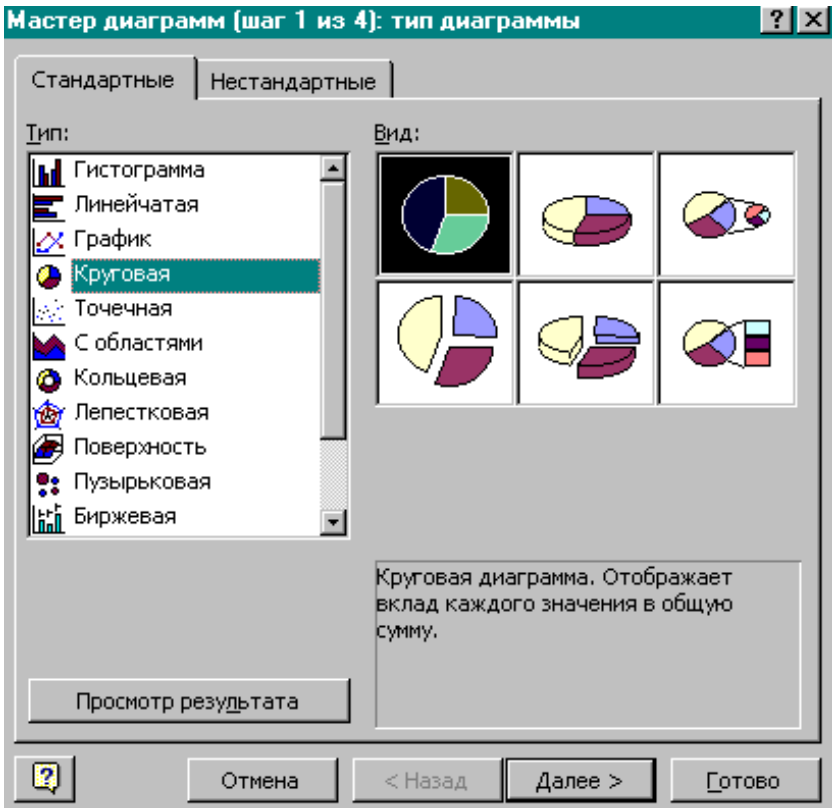 Мастер диаграмм (шаг 1 из 4): тип диаграммы
Стандартные
Нестандартные
Тип:
Гистограмма
Линейчатая
График
Круговая
Точечная
С областями
Кольцевая
Лепестковая
Поверхность
Пузырьковая
Биржевая
Вид:
Круговая диаграмма. Отображает
вклад каждого значения в общую
сумму.
Просмотр результата
Отмена
< Назад
Далее >
Готово